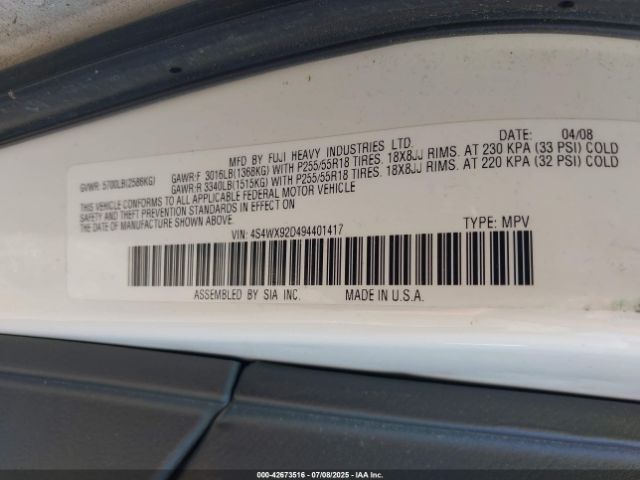 MFD BY FUJI HEAVY INDUSTRIES LTD. DATE: 04/08
GVWR: 5700LB(2586KG) GAWR:F 3016LB(1368KG) WITH P255/55R18 TIRES. 18X8JJ RIMS. AT 230 KPA (33 PSI) COLD
GAWR:R 3340LB(1515KG) WITH P255/55R18 TIRES. 18X8JJ RIMS. AT 220 KPA (32 PSI) COLD
THIS VEHICLE CONFORMS TO ALL APPLICABLE FEDERAL MOTOR VEHICLE
SAFETY AND THEFT PREVENTION STANDARDS IN EFFECT ON
THE DATE OF MANUFACTURE SHOWN ABOVE.
VIN: 4S4WX92D494401417 TYPE: MPV
ASSEMBLED BY SIA INC. MADE IN U.S.A.
000-42673516 - 07/08/2025 - IAAI.COM